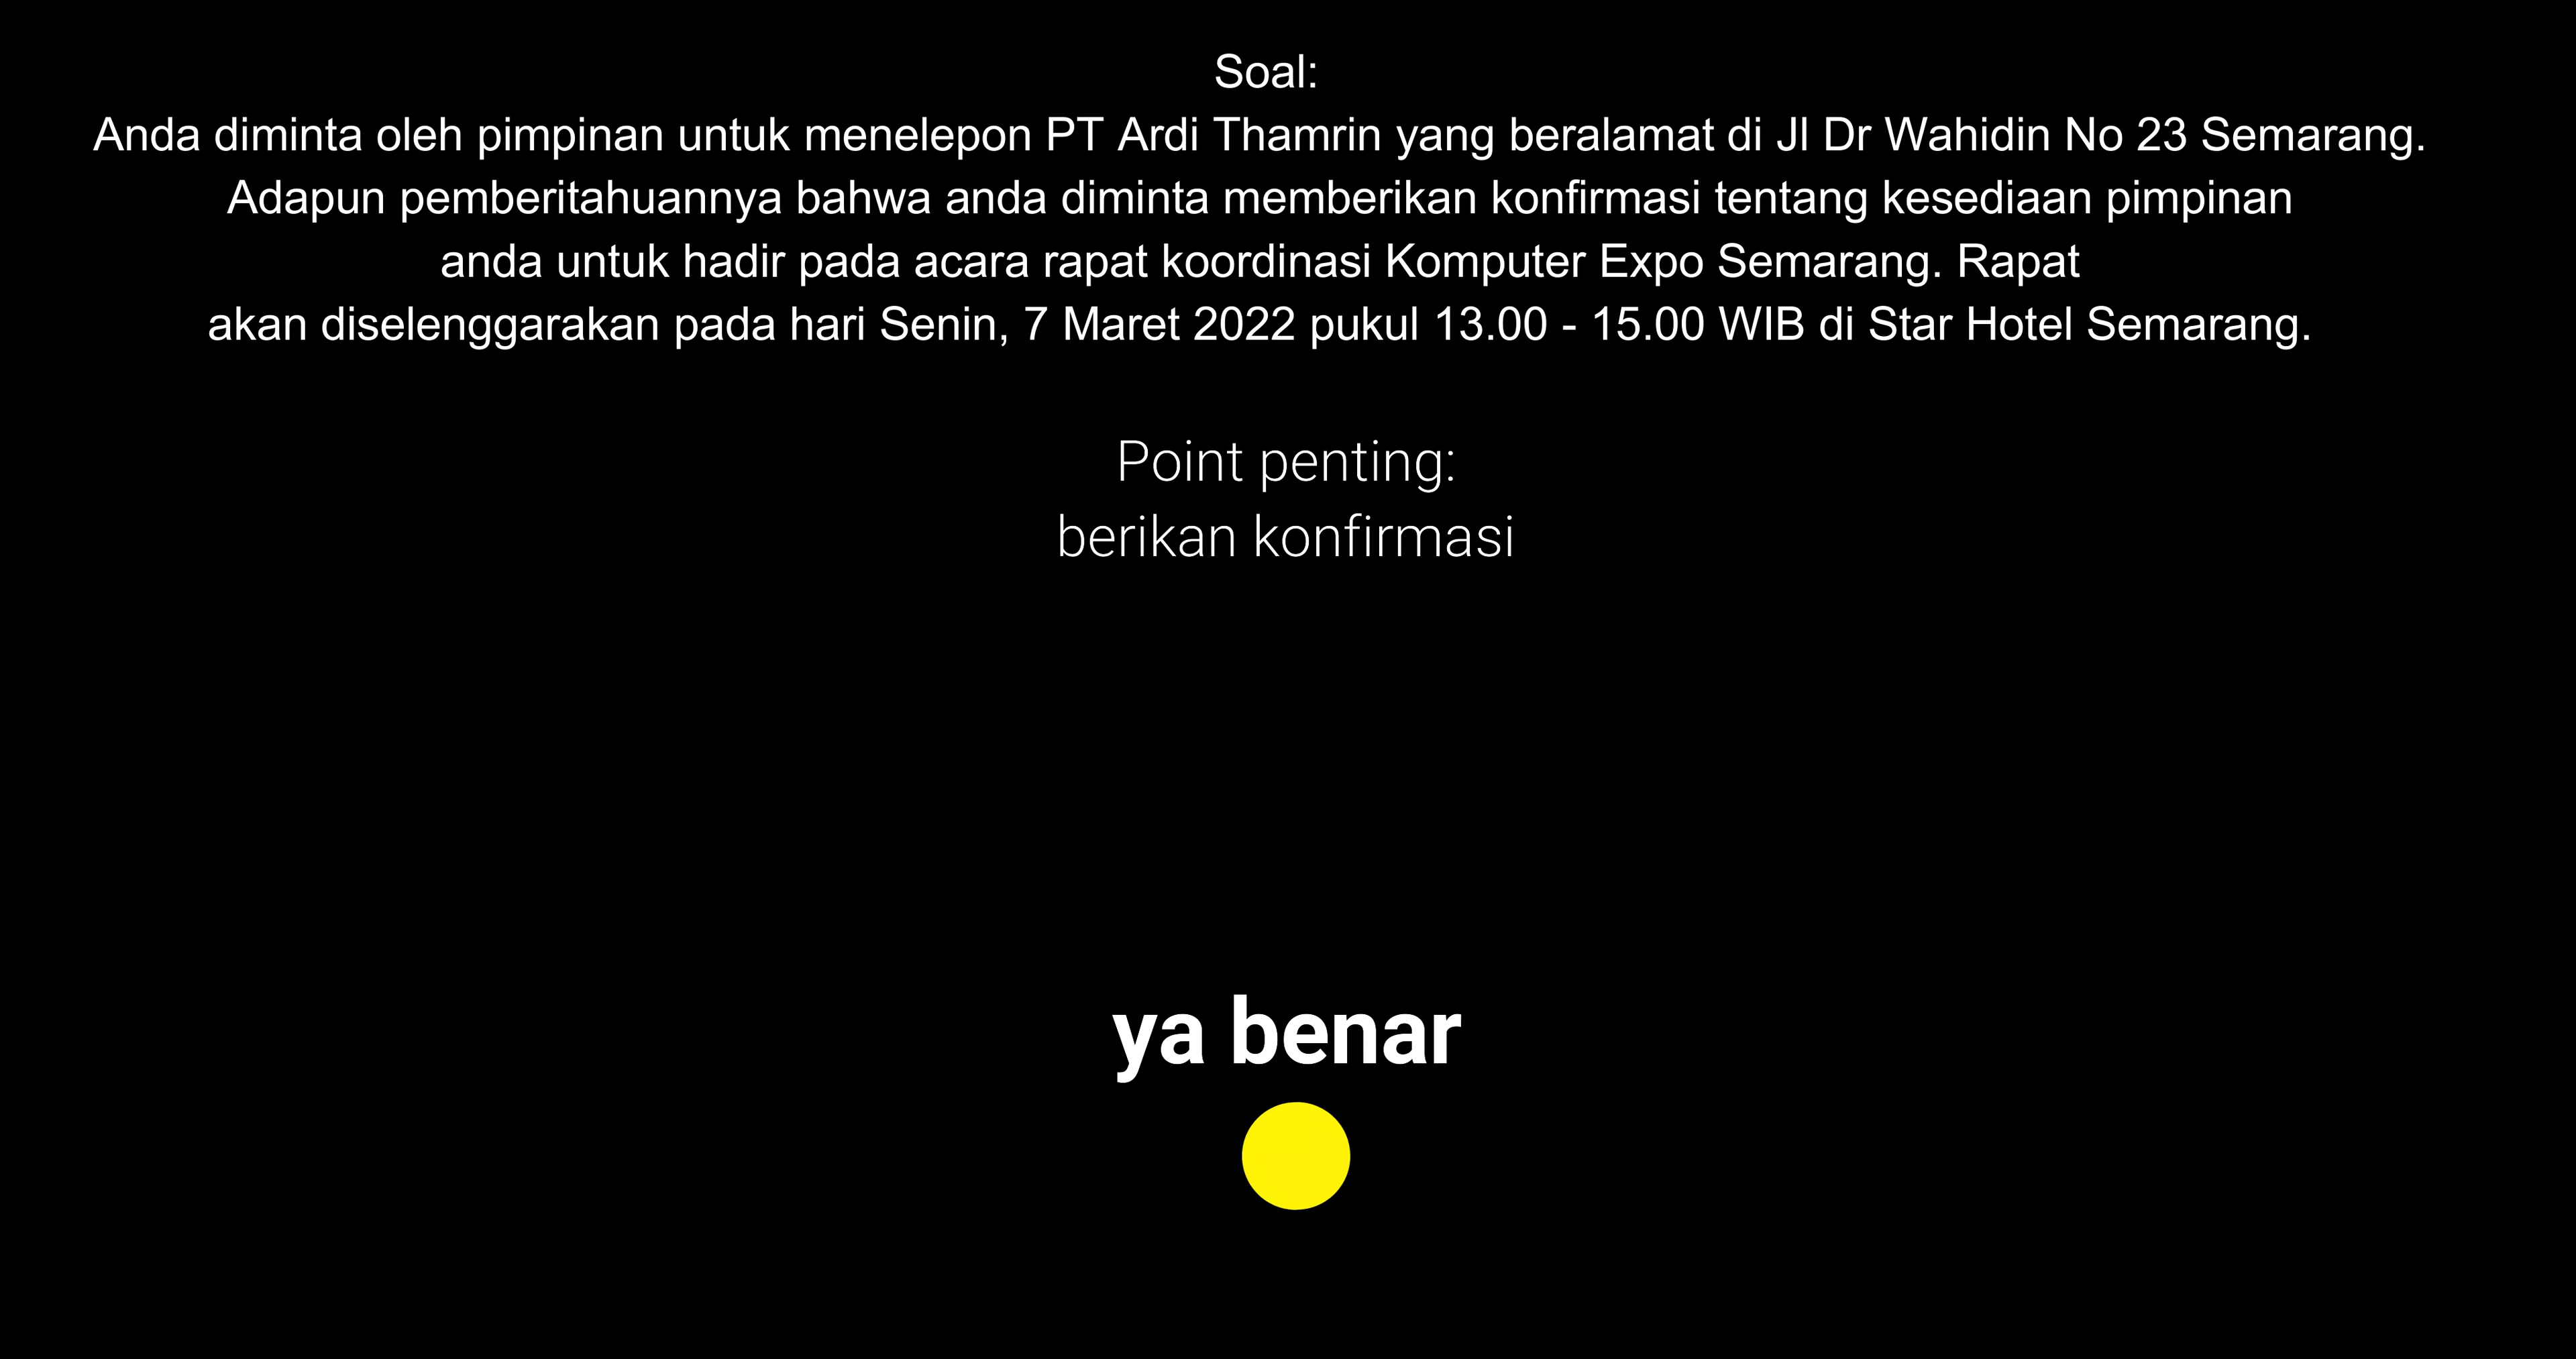 Soal:
Anda diminta oleh pimpinan untuk menelepon PT Ardi Thamrin yang beralamat di Jl Dr Wahidin No 23 Semarang.
Adapun pemberitahuannya bahwa anda diminta memberikan konfirmasi tentang kesediaan pimpinan
anda untuk hadir pada acara rapat koordinasi Komputer Expo Semarang. Rapat
akan diselenggarakan pada hari Senin, 7 Maret 2022 pukul 13.00 - 15.00 WIB di Star Hotel Semarang.
Point penting:
berikan konfirmasi
ya benar